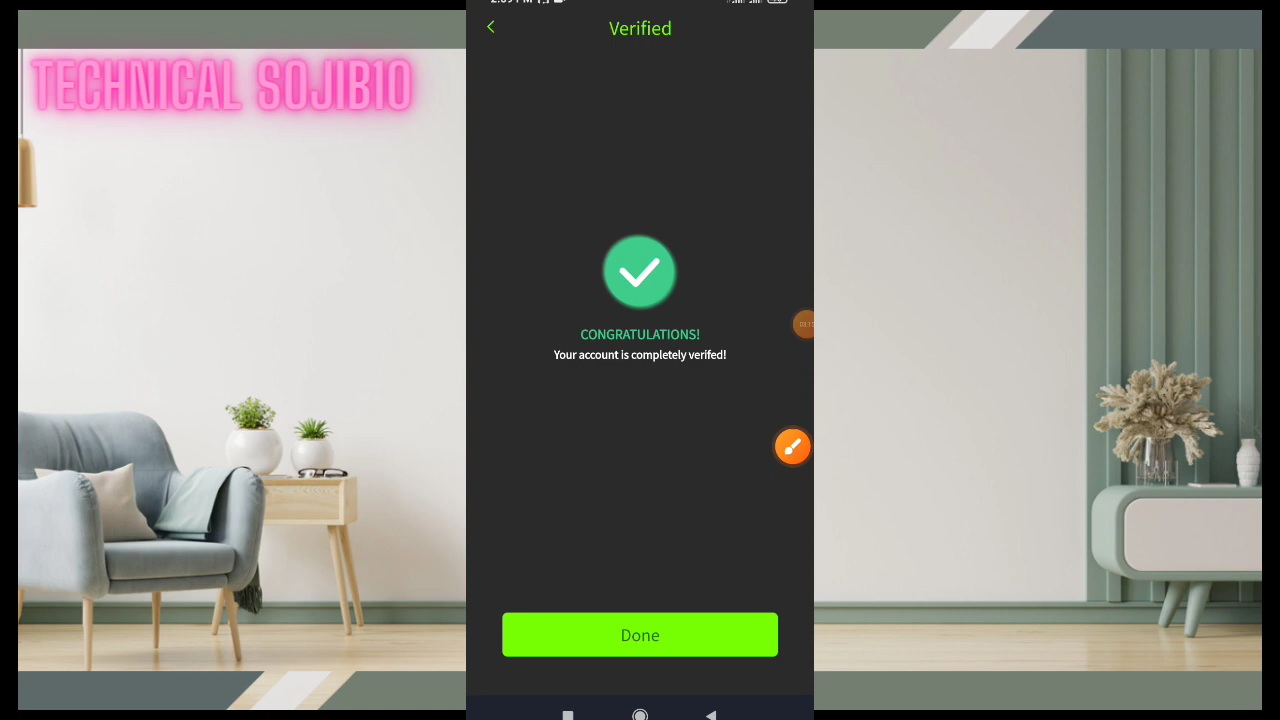 Verified
TECHNICAL SOJIB10
CONGRATULATIONS!
Your account is completely verifed!
Done